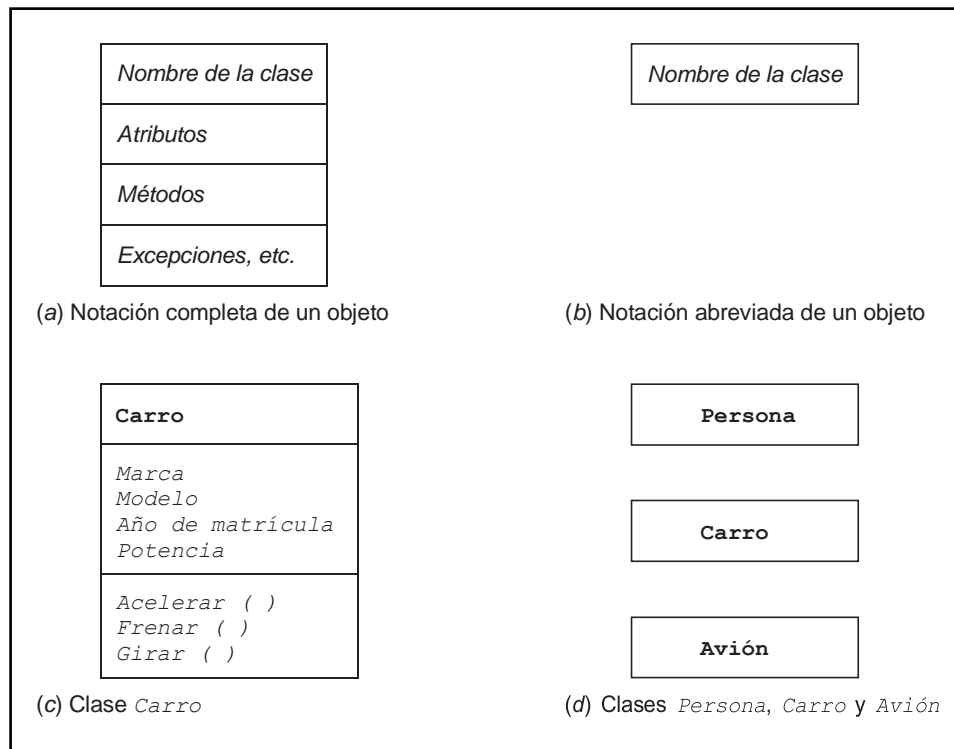 Nombre de la clase
Atributos
Métodos
Excepciones, etc.
(a) Notación completa de un objeto
Nombre de la clase
(b) Notación abreviada de un objeto
Carro
Marca
Modelo
Año de matrícula
Potencia
Acelerar ( )
Frenar ( )
Girar ( )
(c) Clase Carro
Persona
Carro
Avión
(d) Clases Persona, Carro y Avión